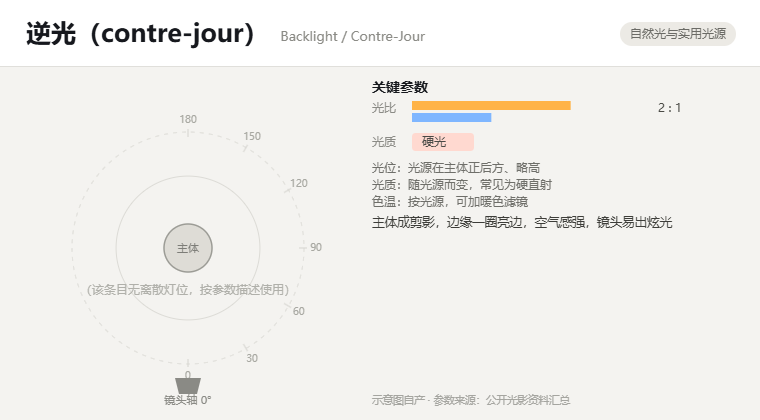 逆光（contre-jour） Backlight / Contre-Jour 自然光与实用光源
关键参数
光比 2 : 1
光质 硬光
光位：光源在主体正后方、略高
光质：随光源而变，常见为硬直射
色温：按光源，可加暖色滤镜
主体成剪影，边缘一圈亮边，空气感强，镜头易出炫光
180
150
120
90
60
30
0
主体
(该条目无离散灯位，按参数描述使用)
镜头轴 0°
示意图自产 · 参数来源：公开光影资料汇总